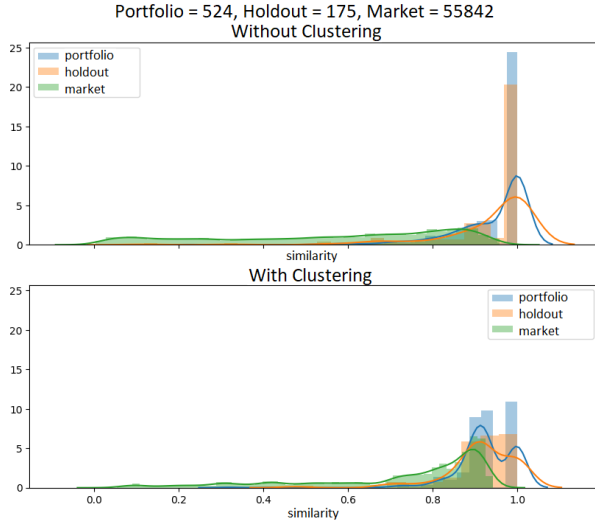 Portfolio = 524, Holdout = 175, Market = 55842
Without Clustering
25
20
15
10
5
0
portfolio
holdout
market
similarity
With Clustering
25
20
15
10
5
0
portfolio
holdout
market
0.0 0.2 0.4 0.6 0.8 1.0
similarity